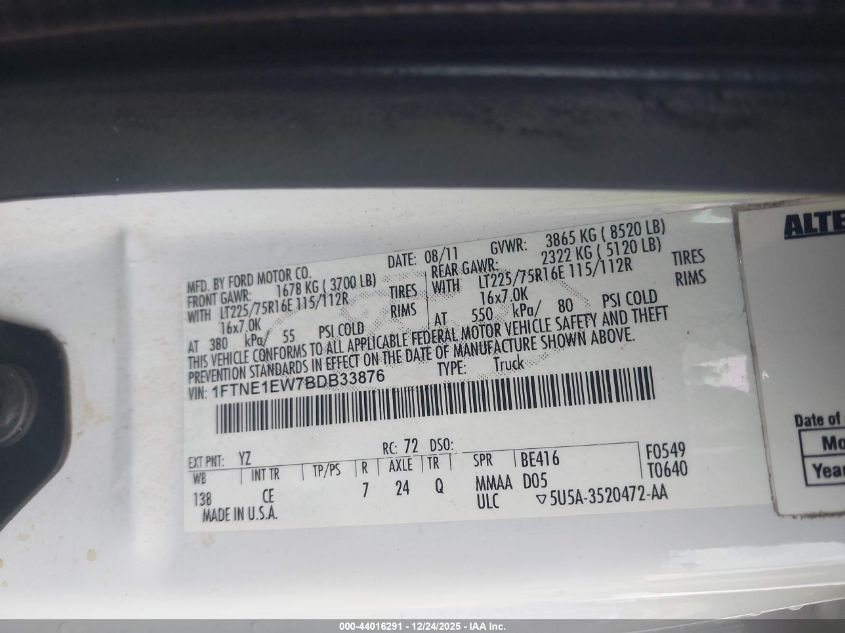 MFD. BY FORD MOTOR CO.
DATE: 08/11 GVWR: 3865 KG ( 8520 LB)
FRONT GAWR: 1678 KG ( 3700 LB)
REAR GAWR: 2322 KG ( 5120 LB)
WITH LT225/75R16E 115/112R TIRES
WITH LT225/75R16E 115/112R TIRES
16x7.0K RIMS
16x7.0K RIMS
AT 380 kPa/ 55 PSI COLD
AT 550 kPa/ 80 PSI COLD
THIS VEHICLE CONFORMS TO ALL APPLICABLE FEDERAL MOTOR VEHICLE SAFETY AND THEFT
PREVENTION STANDARDS IN EFFECT ON THE DATE OF MANUFACTURE SHOWN ABOVE.
VIN: 1FTNE1EW7BDB33876 TYPE: Truck
EXT PNT: YZ RC: 72 DSO:
WB INT TR TP/PS R AXLE TR SPR BE416 F0549
138 CE 7 24 Q MMAA D05 T0640
MADE IN U.S.A. ULC ▽5U5A-3520472-AA
ALTE
Date of
Mo
Year
000-44016291 - 12/24/2025 - IAA Inc.